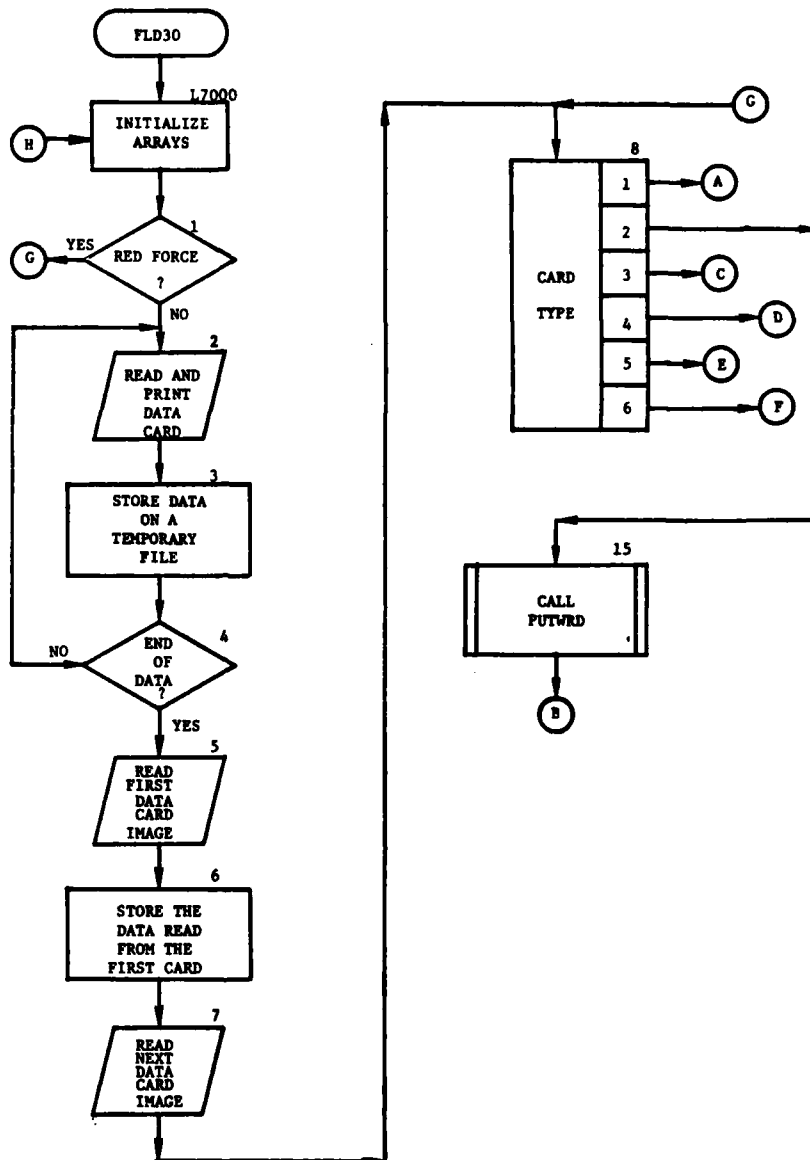 FLD30
L7000
INITIALIZE
ARRAYS
H
1
RED FORCE
?
YES
G
NO
2
READ AND
PRINT
DATA
CARD
3
STORE DATA
ON A
TEMPORARY
FILE
4
END
OF
DATA
?
NO
YES
5
READ
FIRST
DATA
CARD
IMAGE
6
STORE THE
DATA READ
FROM THE
FIRST CARD
7
READ
NEXT
DATA
CARD
IMAGE
G
8
CARD
TYPE
1
A
2
3
C
4
D
5
E
6
F
15
CALL
PUTWRD
B